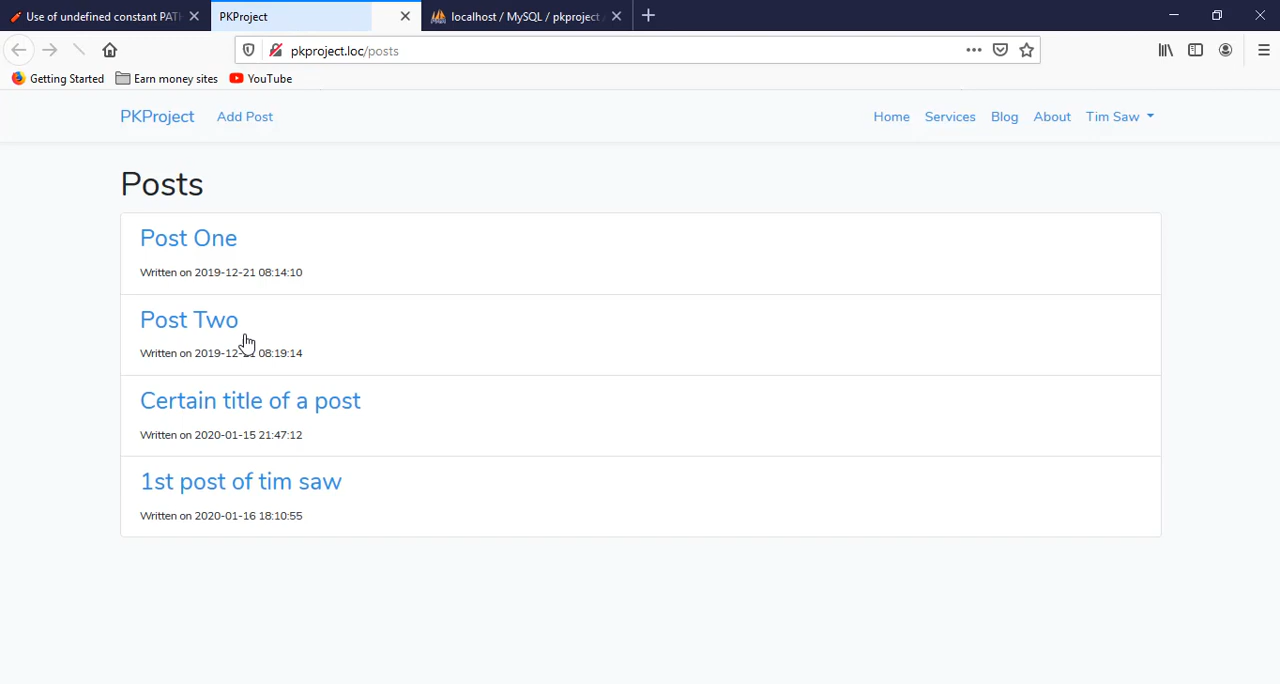 Use of undefined constant PATH
PKProject
localhost / MySQL / pkproject
pkproject.loc/posts
Getting Started
Earn money sites
YouTube
PKProject
Add Post
Home
Services
Blog
About
Tim Saw
Posts
Post One
Written on 2019-12-21 08:14:10
Post Two
Written on 2019-12-21 08:19:14
Certain title of a post
Written on 2020-01-15 21:47:12
1st post of tim saw
Written on 2020-01-16 18:10:55